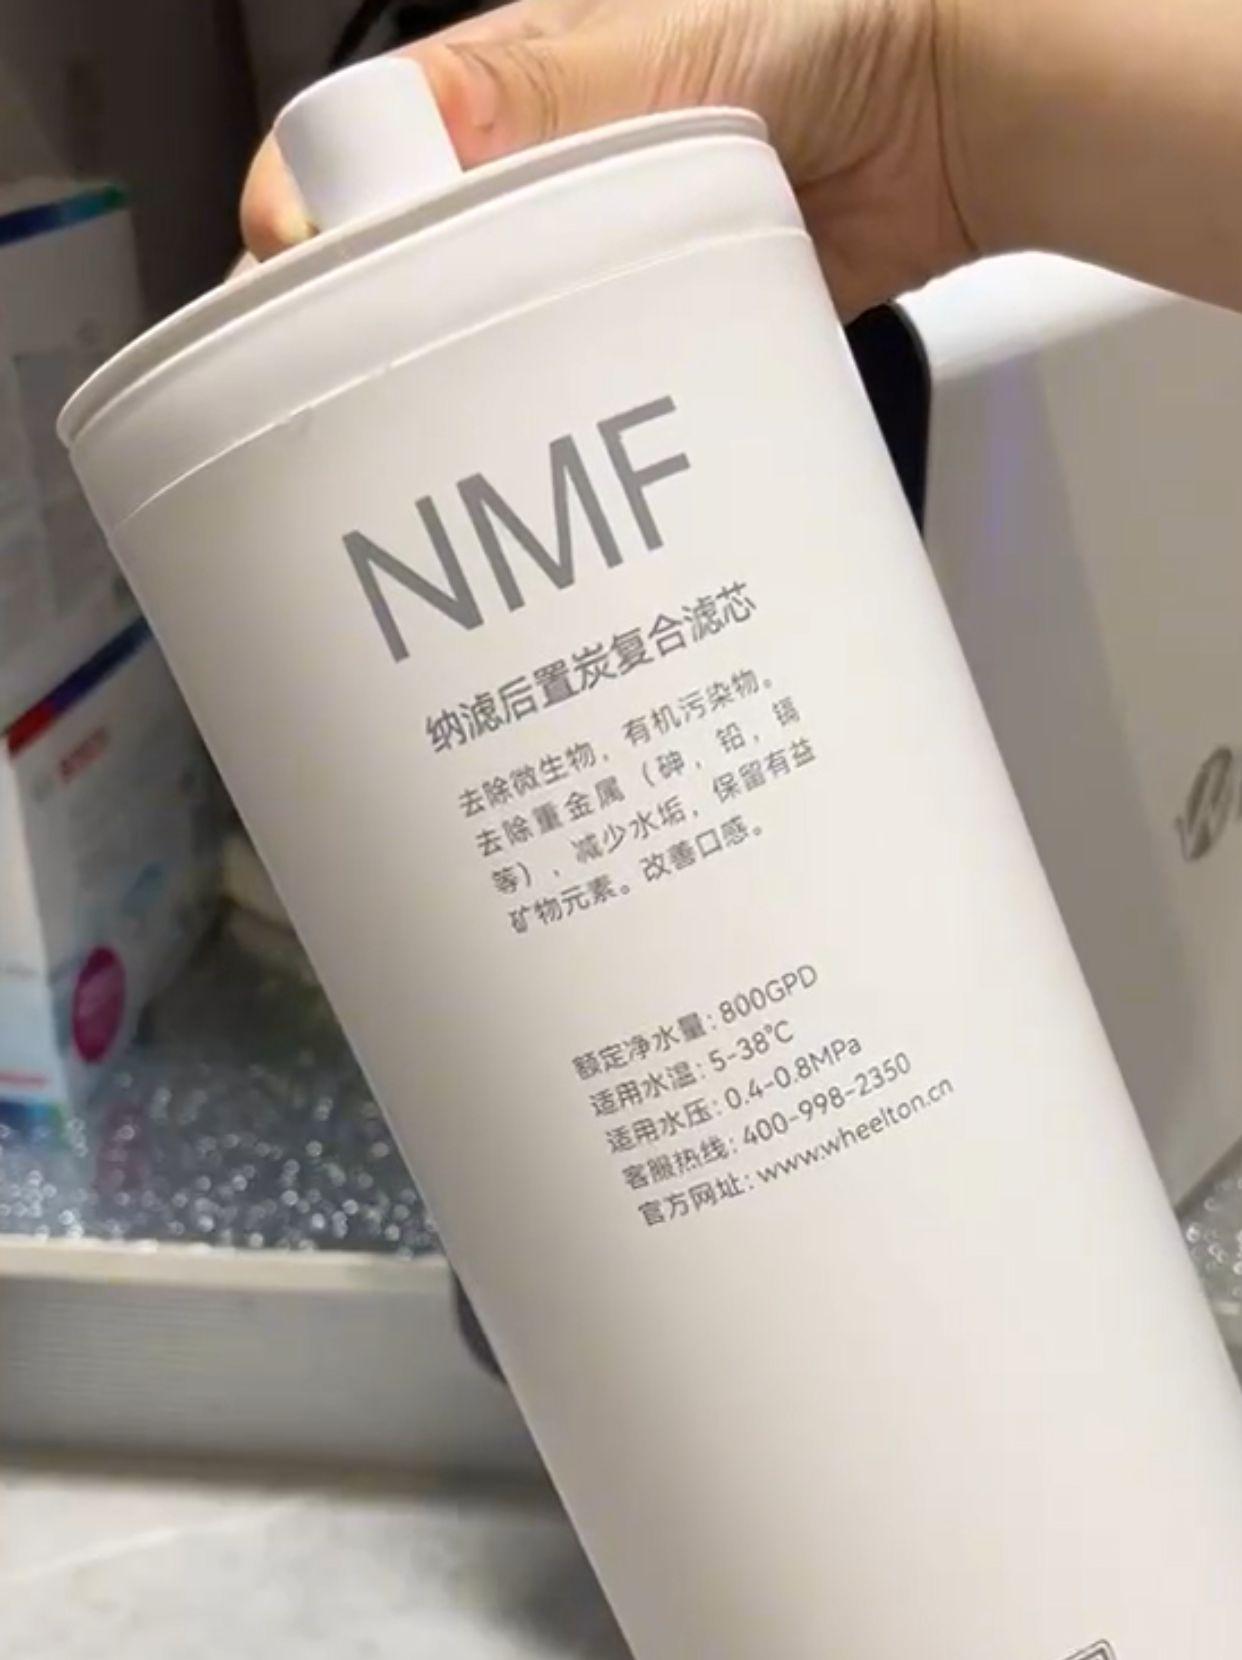 NMF
纳滤后置炭复合滤芯
去除微生物，有机污染物。
去除重金属（砷，铅，镉
等），减少水垢，保留有益
矿物元素。改善口感。
额定净水量：800GPD
适用水温：5-38℃
适用水压：0.4-0.8MPa
客服热线：400-998-2350
官方网址：www.wheelton.cn